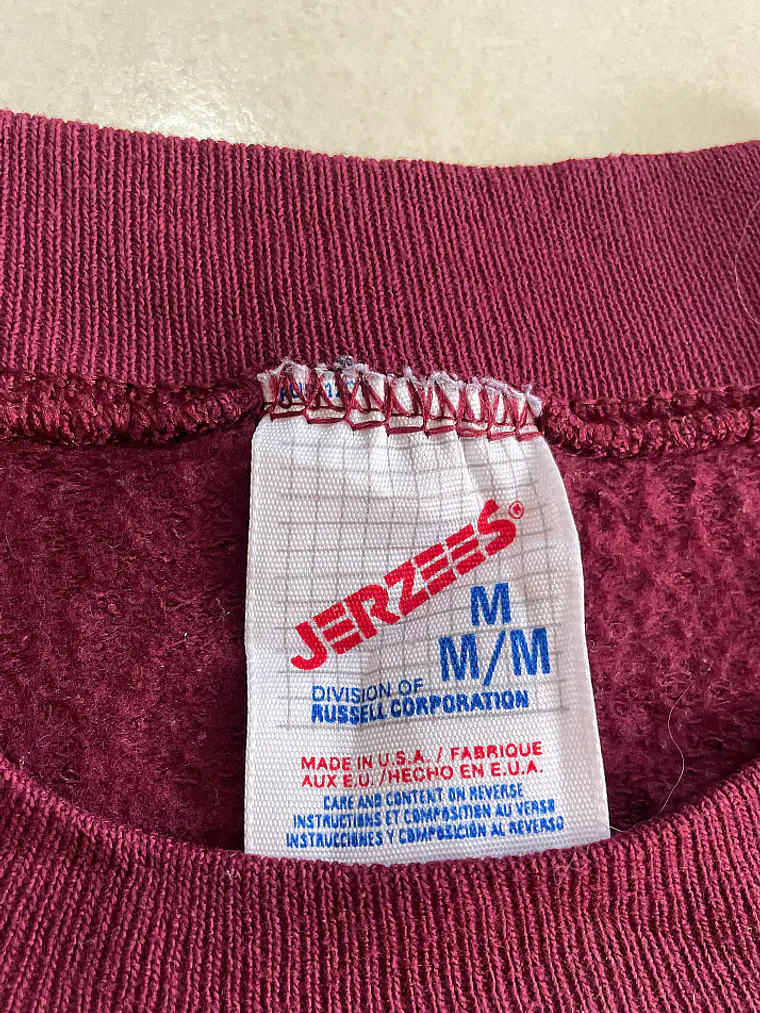 JERZEES®
M
M/M
DIVISION OF
RUSSELL CORPORATION
MADE IN U.S.A. / FABRIQUE
AUX E.U. /HECHO EN E.U.A.
CARE AND CONTENT ON REVERSE
INSTRUCTIONS ET COMPOSITION AU VERSO
INSTRUCCIONES Y COMPOSICIÓN AL REVERSO